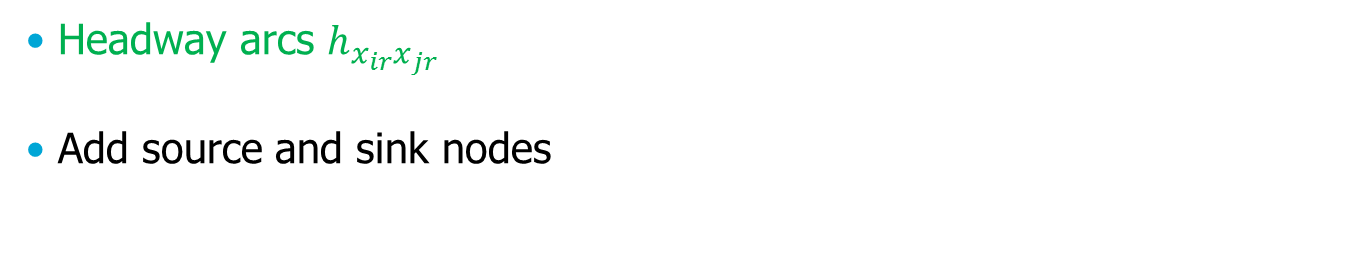 • Headway arcs $h_{x_{ir}x_{jr}}$
• Add source and sink nodes